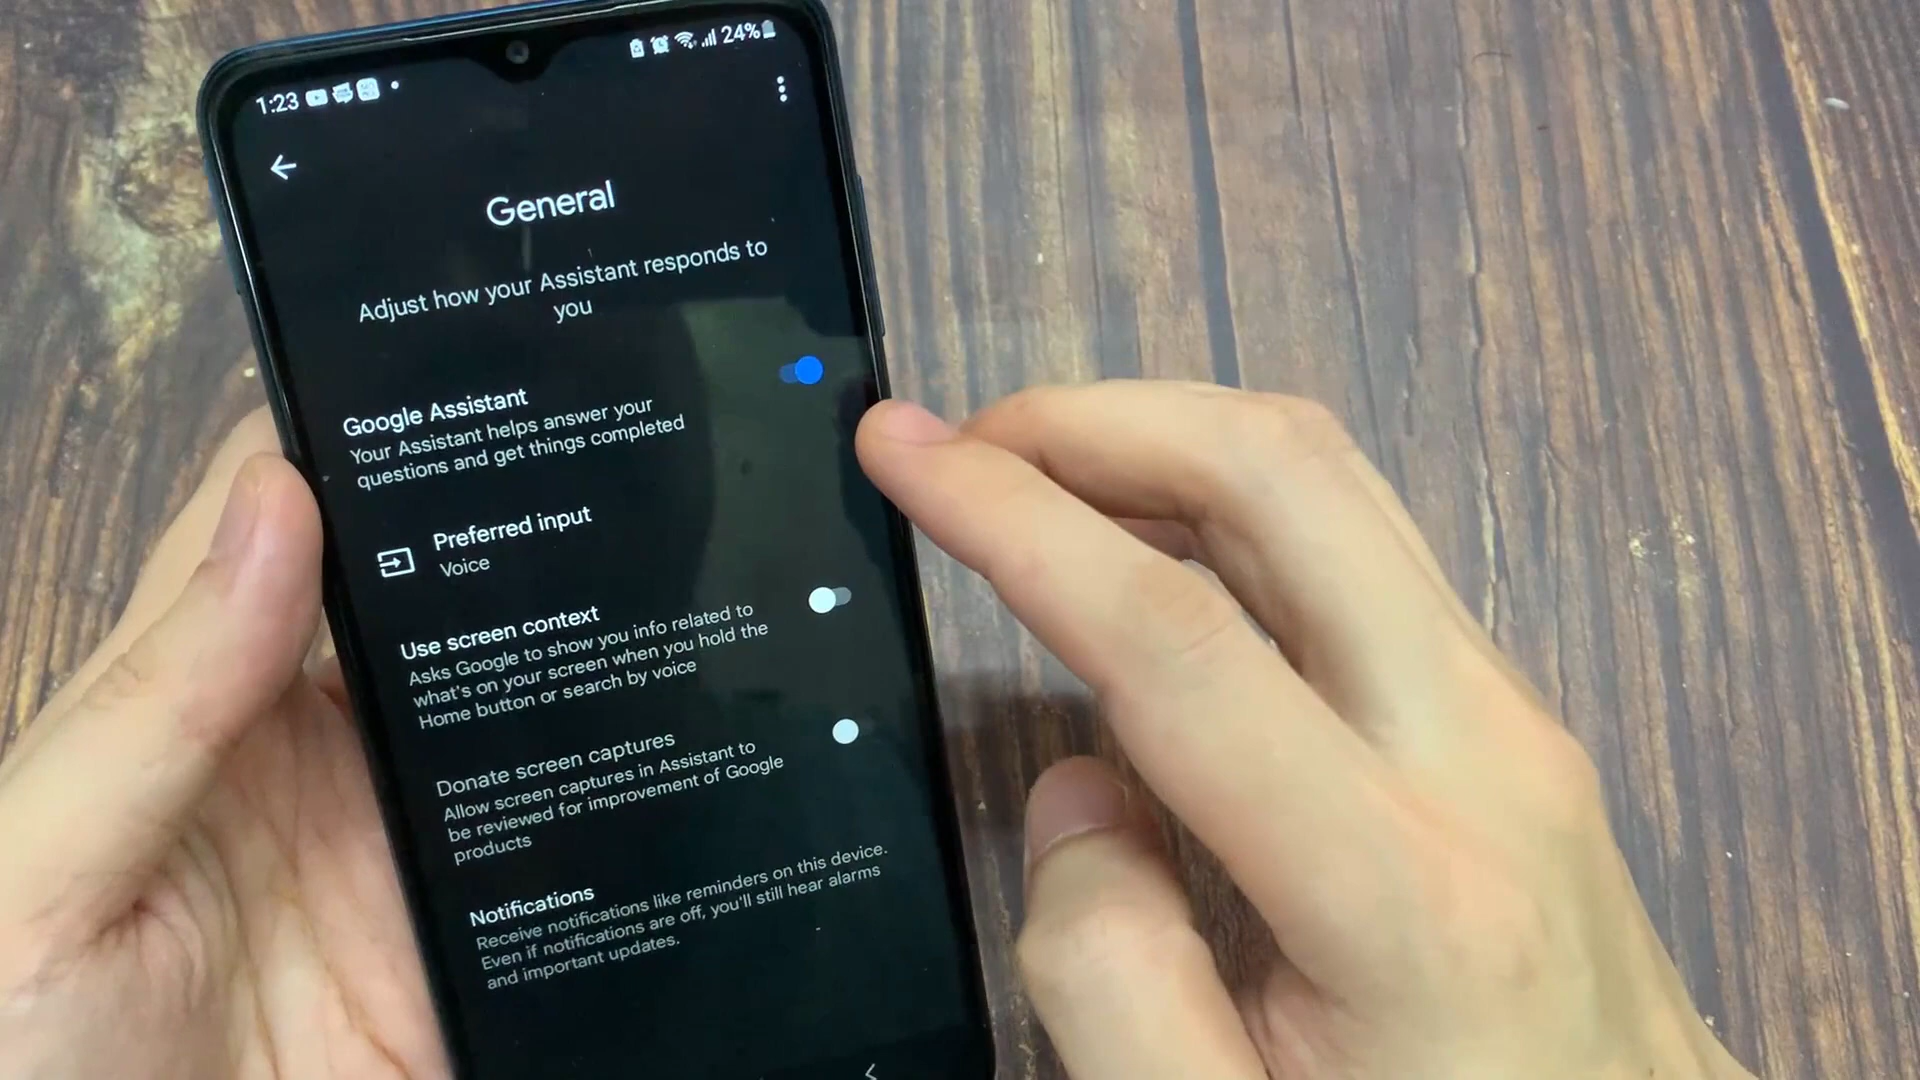 1:23
24%
General
Adjust how your Assistant responds to
you
Google Assistant
Your Assistant helps answer your
questions and get things completed
Preferred input
Voice
Use screen context
Asks Google to show you info related to
what's on your screen when you hold the
Home button or search by voice
Donate screen captures
Allow screen captures in Assistant to
be reviewed for improvement of Google
products
Notifications
Receive notifications like reminders on this device.
Even if notifications are off, you'll still hear alarms
and important updates.